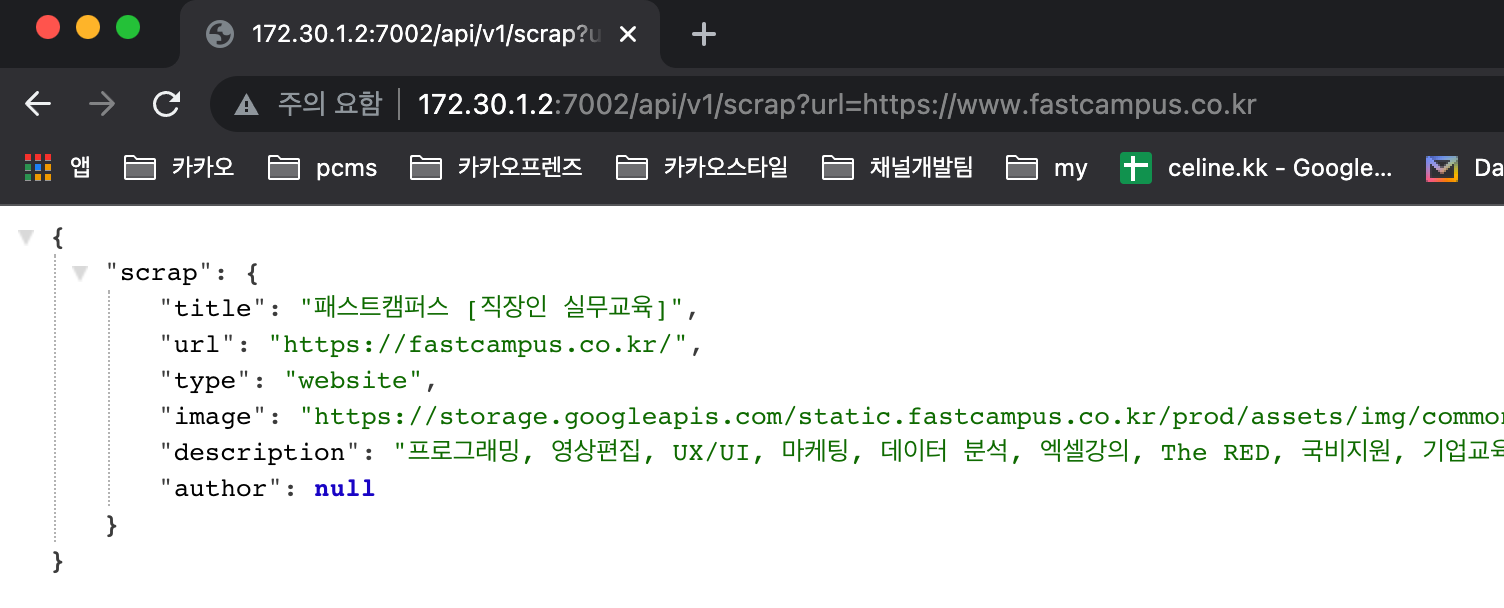 172.30.1.2:7002/api/v1/scrap?u
주의 요함 172.30.1.2:7002/api/v1/scrap?url=https://www.fastcampus.co.kr
앱 카카오 pcms 카카오프렌즈 카카오스타일 채널개발팀 my celine.kk - Google... Da
{
"scrap": {
"title": "패스트캠퍼스 [직장인 실무교육]",
"url": "https://fastcampus.co.kr/",
"type": "website",
"image": "https://storage.googleapis.com/static.fastcampus.co.kr/prod/assets/img/common
"description": "프로그래밍, 영상편집, UX/UI, 마케팅, 데이터 분석, 엑셀강의, The RED, 국비지원, 기업교육
"author": null
}
}